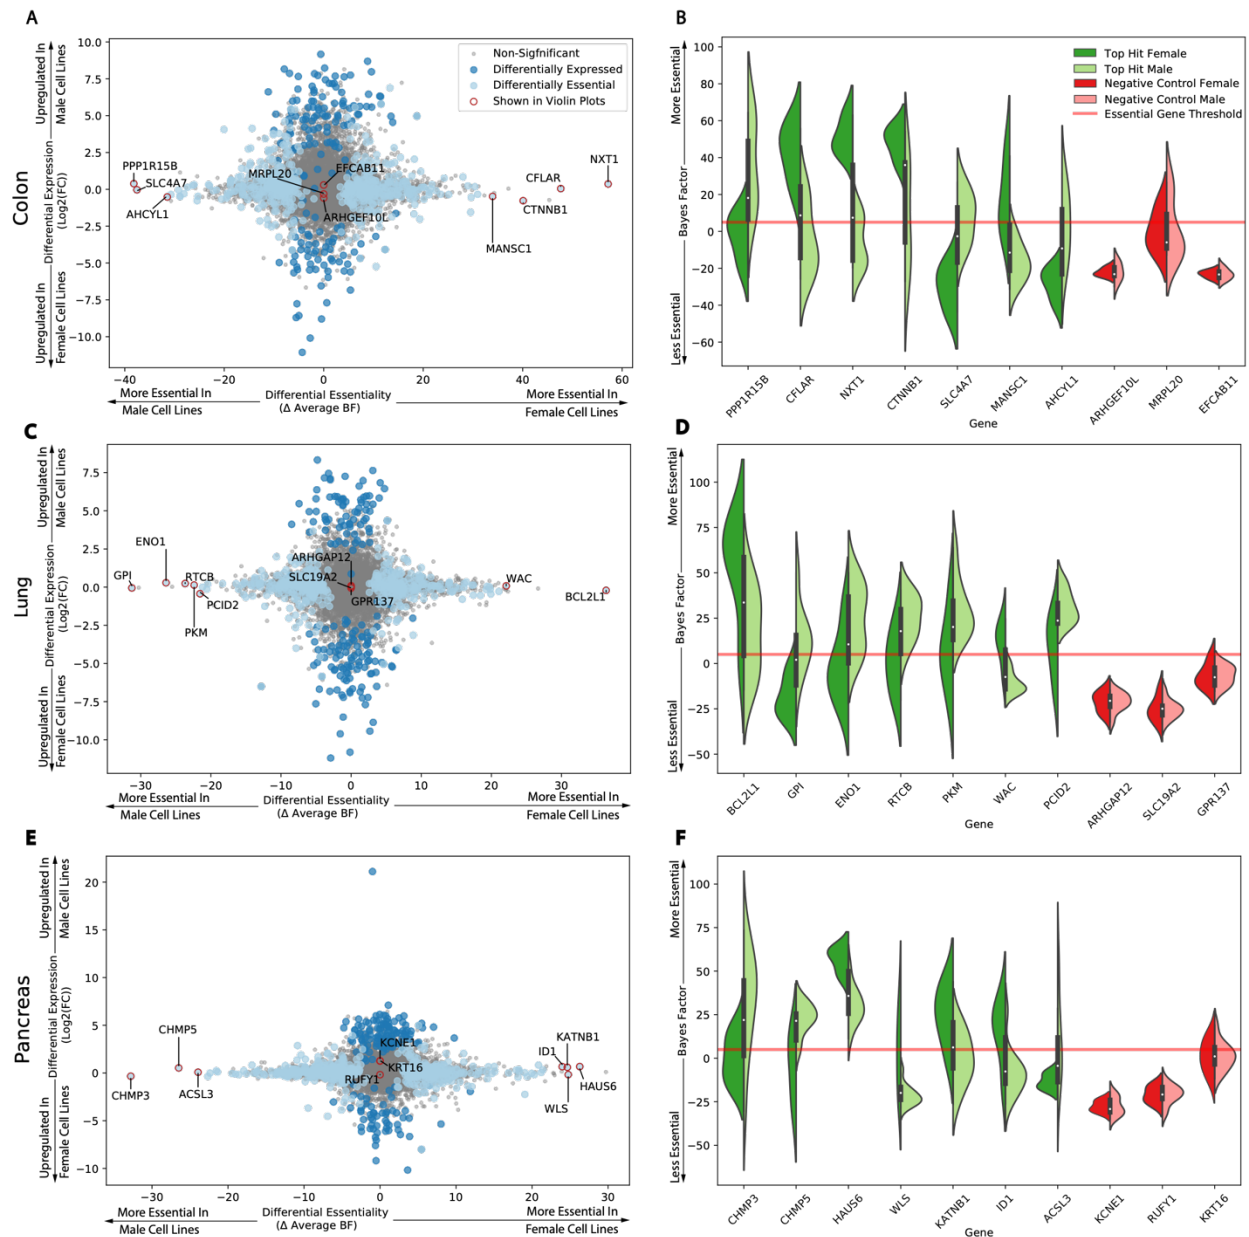 A
Colon
Upregulated In
Male Cell Lines
Differential Expression
(Log2(FC))
Upregulated In
Female Cell Lines
10.0
7.5
5.0
2.5
0.0
−2.5
−5.0
−7.5
−10.0
Non-Sigfnificant
Differentially Expressed
Differentially Essential
Shown in Violin Plots
PPP1R15B
SLC4A7
AHCYL1
MRPL20
EFCAB11
ARHGEF10L
CFLAR
NXT1
CTNNB1
MANSC1
−40 −20 0 20 40 60
More Essential In
Male Cell Lines
Differential Essentiality
(Δ Average BF)
More Essential In
Female Cell Lines
B
More Essential
Bayes Factor
Less Essential
100
80
60
40
20
0
−20
−40
−60
Top Hit Female
Top Hit Male
Negative Control Female
Negative Control Male
Essential Gene Threshold
PPP1R15B CFLAR NXT1 CTNNB1 SLC4A7 MANSC1 AHCYL1 ARHGEF10L MRPL20 EFCAB11
Gene
C
Lung
Upregulated In
Male Cell Lines
Differential Expression
(Log2(FC))
Upregulated In
Female Cell Lines
7.5
5.0
2.5
0.0
−2.5
−5.0
−7.5
−10.0
ENO1
GPI
RTCB
PCID2
PKM
ARHGAP12
SLC19A2
GPR137
WAC
BCL2L1
−30 −20 −10 0 10 20 30
More Essential In
Male Cell Lines
Differential Essentiality
(Δ Average BF)
More Essential In
Female Cell Lines
D
More Essential
Bayes Factor
Less Essential
100
75
50
25
0
−25
−50
BCL2L1 GPI ENO1 RTCB PKM WAC PCID2 ARHGAP12 SLC19A2 GPR137
Gene
E
Pancreas
Upregulated In
Male Cell Lines
Differential Expression
(Log2(FC))
Upregulated In
Female Cell Lines
20
15
10
5
0
−5
−10
CHMP5
CHMP3
ACSL3
KCNE1
KRT16
RUFY1
ID1
KATNB1
HAUS6
WLS
−30 −20 −10 0 10 20 30
More Essential In
Male Cell Lines
Differential Essentiality
(Δ Average BF)
More Essential In
Female Cell Lines
F
More Essential
Bayes Factor
Less Essential
100
75
50
25
0
−25
−50
CHMP3 CHMP5 HAUS6 WLS KATNB1 ID1 ACSL3 KCNE1 RUFY1 KRT16
Gene